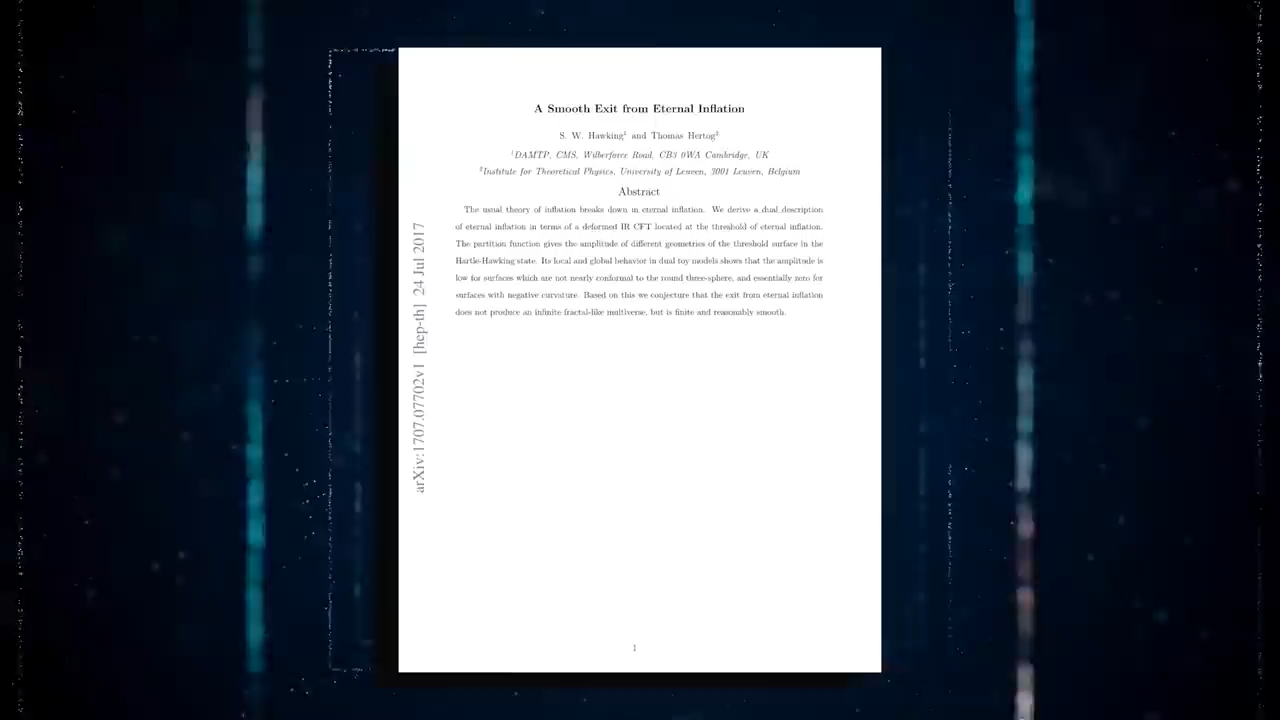 A Smooth Exit from Eternal Inflation
S. W. Hawking¹ and Thomas Hertog²
¹DAMTP, CMS, Wilberforce Road, CB3 0WA Cambridge, UK
²Institute for Theoretical Physics, University of Leuven, 3001 Leuven, Belgium
Abstract
The usual theory of inflation breaks down in eternal inflation. We derive a dual description
of eternal inflation in terms of a deformed IR CFT located at the threshold of eternal inflation.
The partition function gives the amplitude of different geometries of the threshold surface in the
Hartle-Hawking state. Its local and global behavior in dual toy models shows that the amplitude is
low for surfaces which are not nearly conformal to the round three-sphere, and essentially zero for
surfaces with negative curvature. Based on this we conjecture that the exit from eternal inflation
does not produce an infinite fractal-like multiverse, but is finite and reasonably smooth.
arXiv:1707.07702v1 [hep-th] 24 Jul 2017
1